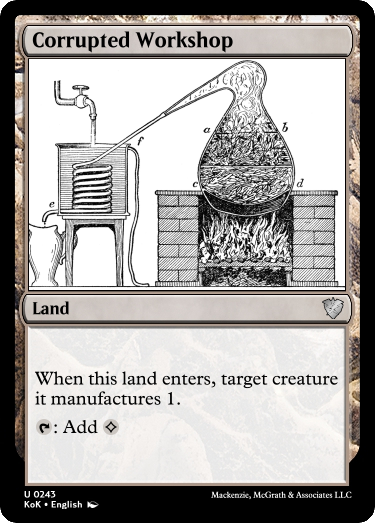 Corrupted Workshop
a b
f
c d
e
Land
When this land enters, target creature
it manufactures 1.
: Add
U 0243
KoK • English
Mackenzie, McGrath & Associates LLC